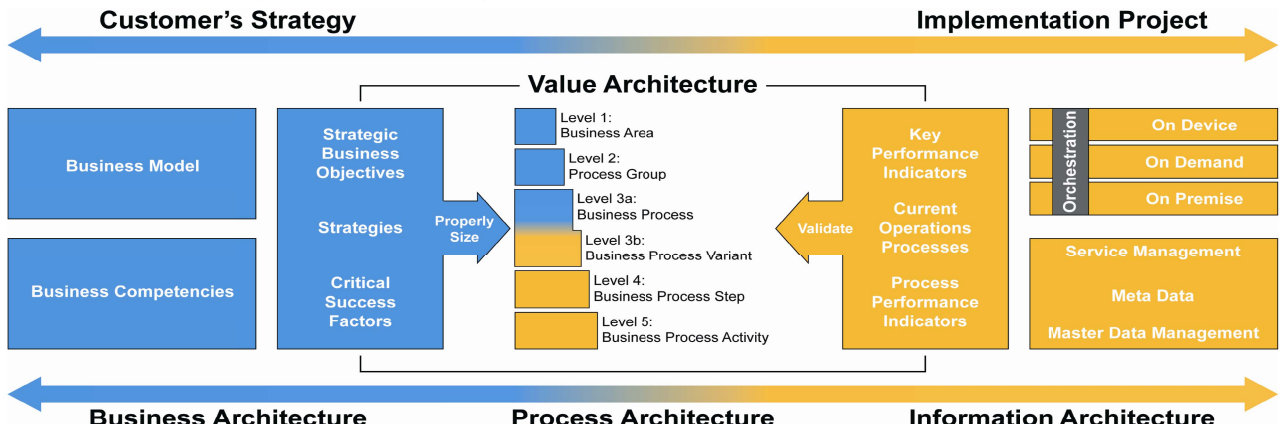 Customer's Strategy
Implementation Project
Value Architecture
Business Model
Business Competencies
Strategic
Business
Objectives
Strategies
Critical
Success
Factors
Properly
Size
Level 1:
Business Area
Level 2:
Process Group
Level 3a:
Business Process
Level 3b:
Business Process Variant
Level 4:
Business Process Step
Level 5:
Business Process Activity
Validate
Key
Performance
Indicators
Current
Operations
Processes
Process
Performance
Indicators
Orchestration
On Device
On Demand
On Premise
Service Management
Meta Data
Master Data Management
Business Architecture
Process Architecture
Information Architecture